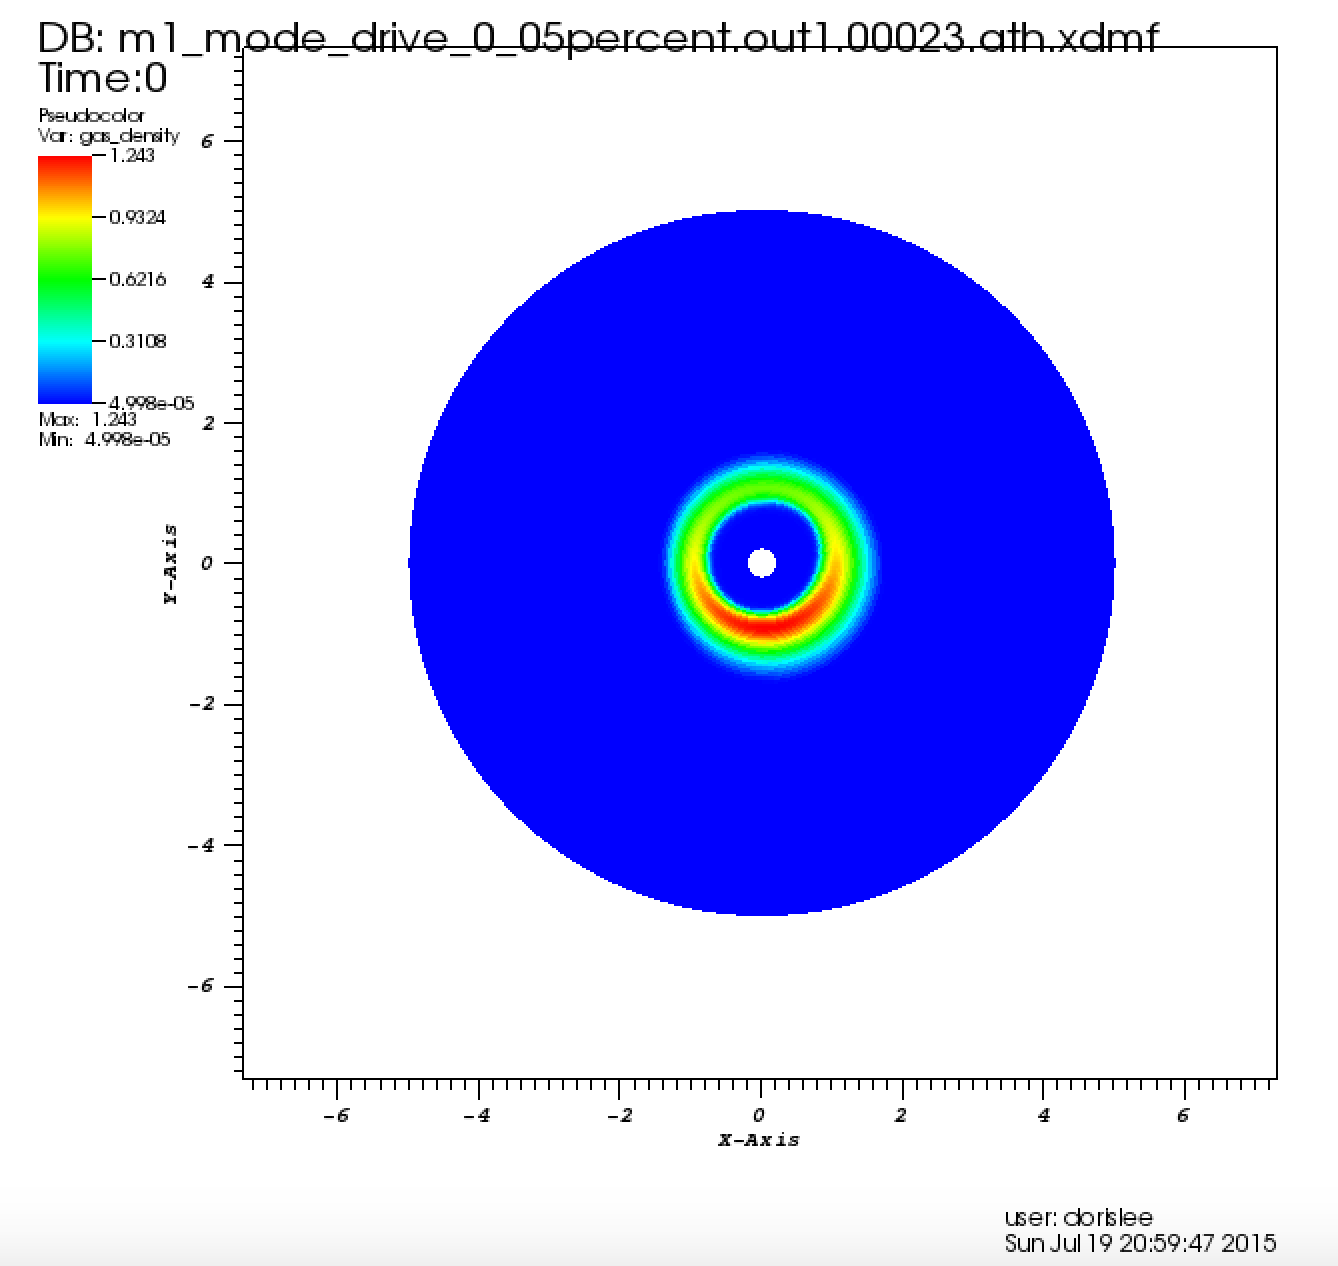 DB: m1_mode_drive_0_05percent.out1.00023.ath.xdmf
Time:0
Pseudocolor
Var: gas_density
1.243
0.9324
0.6216
0.3108
4.998e-05
Max: 1.243
Min: 4.998e-05
6
4
2
0
-2
-4
-6
Y-Axis
-6 -4 -2 0 2 4 6
X-Axis
user: dorislee
Sun Jul 19 20:59:47 2015